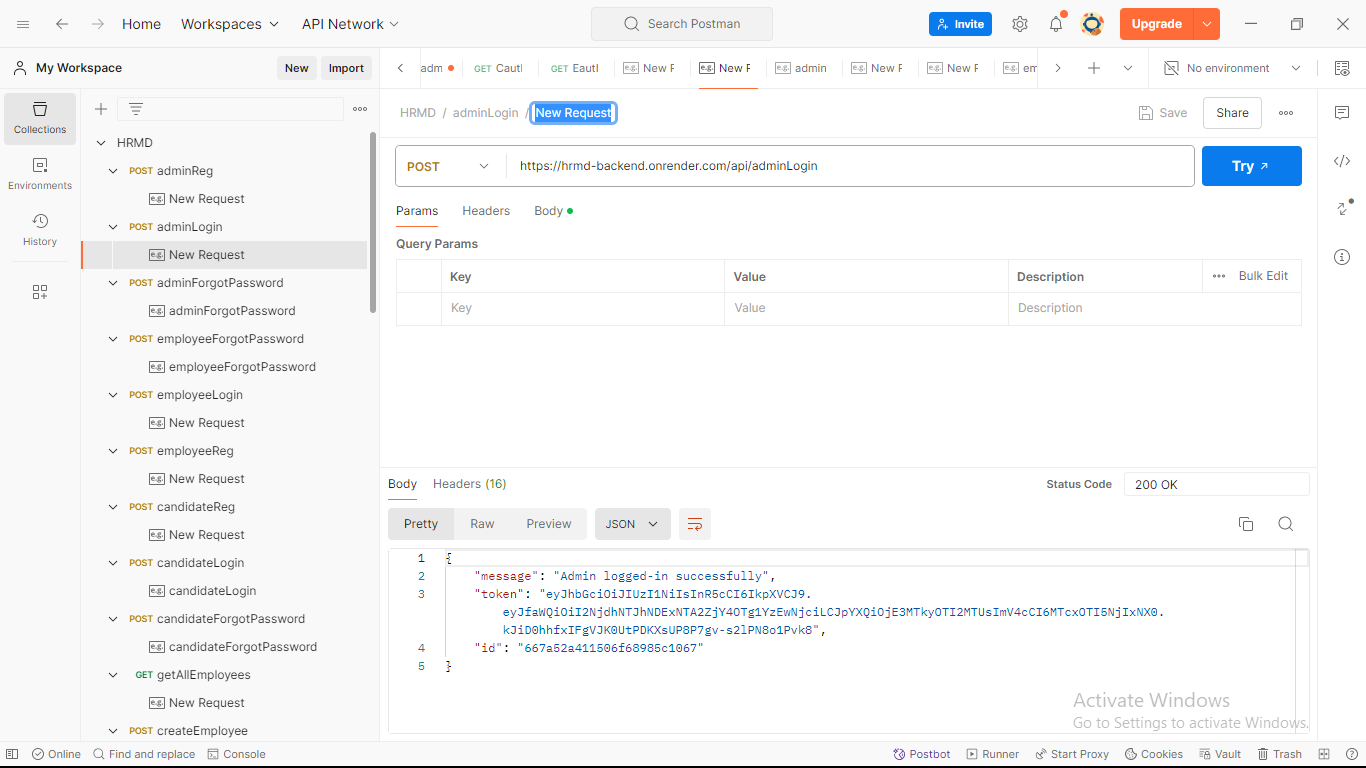 Home Workspaces API Network Search Postman Invite Upgrade
My Workspace New Import adm GET Cautl GET Eautl e.g. New F e.g. New F e.g. admin e.g. New F e.g. New F e.g. em No environment
Collections
Environments
History
HRMD
POST adminReg
e.g. New Request
POST adminLogin
e.g. New Request
POST adminForgotPassword
e.g. adminForgotPassword
POST employeeForgotPassword
e.g. employeeForgotPassword
POST employeeLogin
e.g. New Request
POST employeeReg
e.g. New Request
POST candidateReg
e.g. New Request
POST candidateLogin
e.g. candidateLogin
POST candidateForgotPassword
e.g. candidateForgotPassword
GET getAllEmployees
e.g. New Request
POST createEmployee
HRMD / adminLogin / New Request Save Share
POST https://hrmd-backend.onrender.com/api/adminLogin Try
Params Headers Body
Query Params
Key Value Description Bulk Edit
Key Value Description
Body Headers (16) Status Code 200 OK
Pretty Raw Preview JSON
1 {
2 "message": "Admin logged-in successfully",
3 "token": "eyJhbGciOiJIUzI1NiIsInR5cCI6IkpXVCJ9.
eyJfaWQiOiI2NjdhNTJhNDExNTA2ZjY4OTg1YzEwNjciLCJpYXQiOjE3MTkyOTI2MTUsImV4cCI6MTcxOTI5NjIxNX0.
kJiD0hhfxIFgVJK0UtPDKXsUP8P7gv-s2lPN8o1Pvk8",
4 "id": "667a52a411506f68985c1067"
5 }
Activate Windows
Go to Settings to activate Windows.
Online Find and replace Console Postbot Runner Start Proxy Cookies Vault Trash